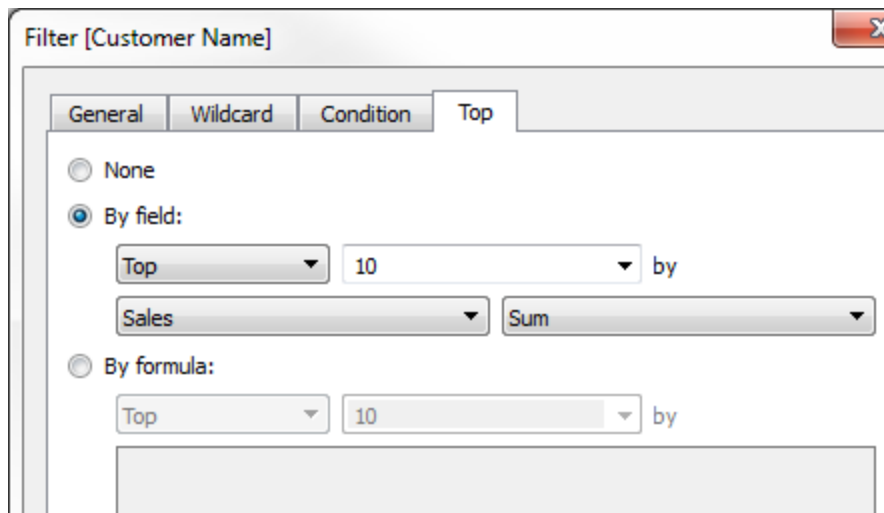 Filter [Customer Name]
General Wildcard Condition Top
None
By field:
Top 10 by
Sales Sum
By formula:
Top 10 by